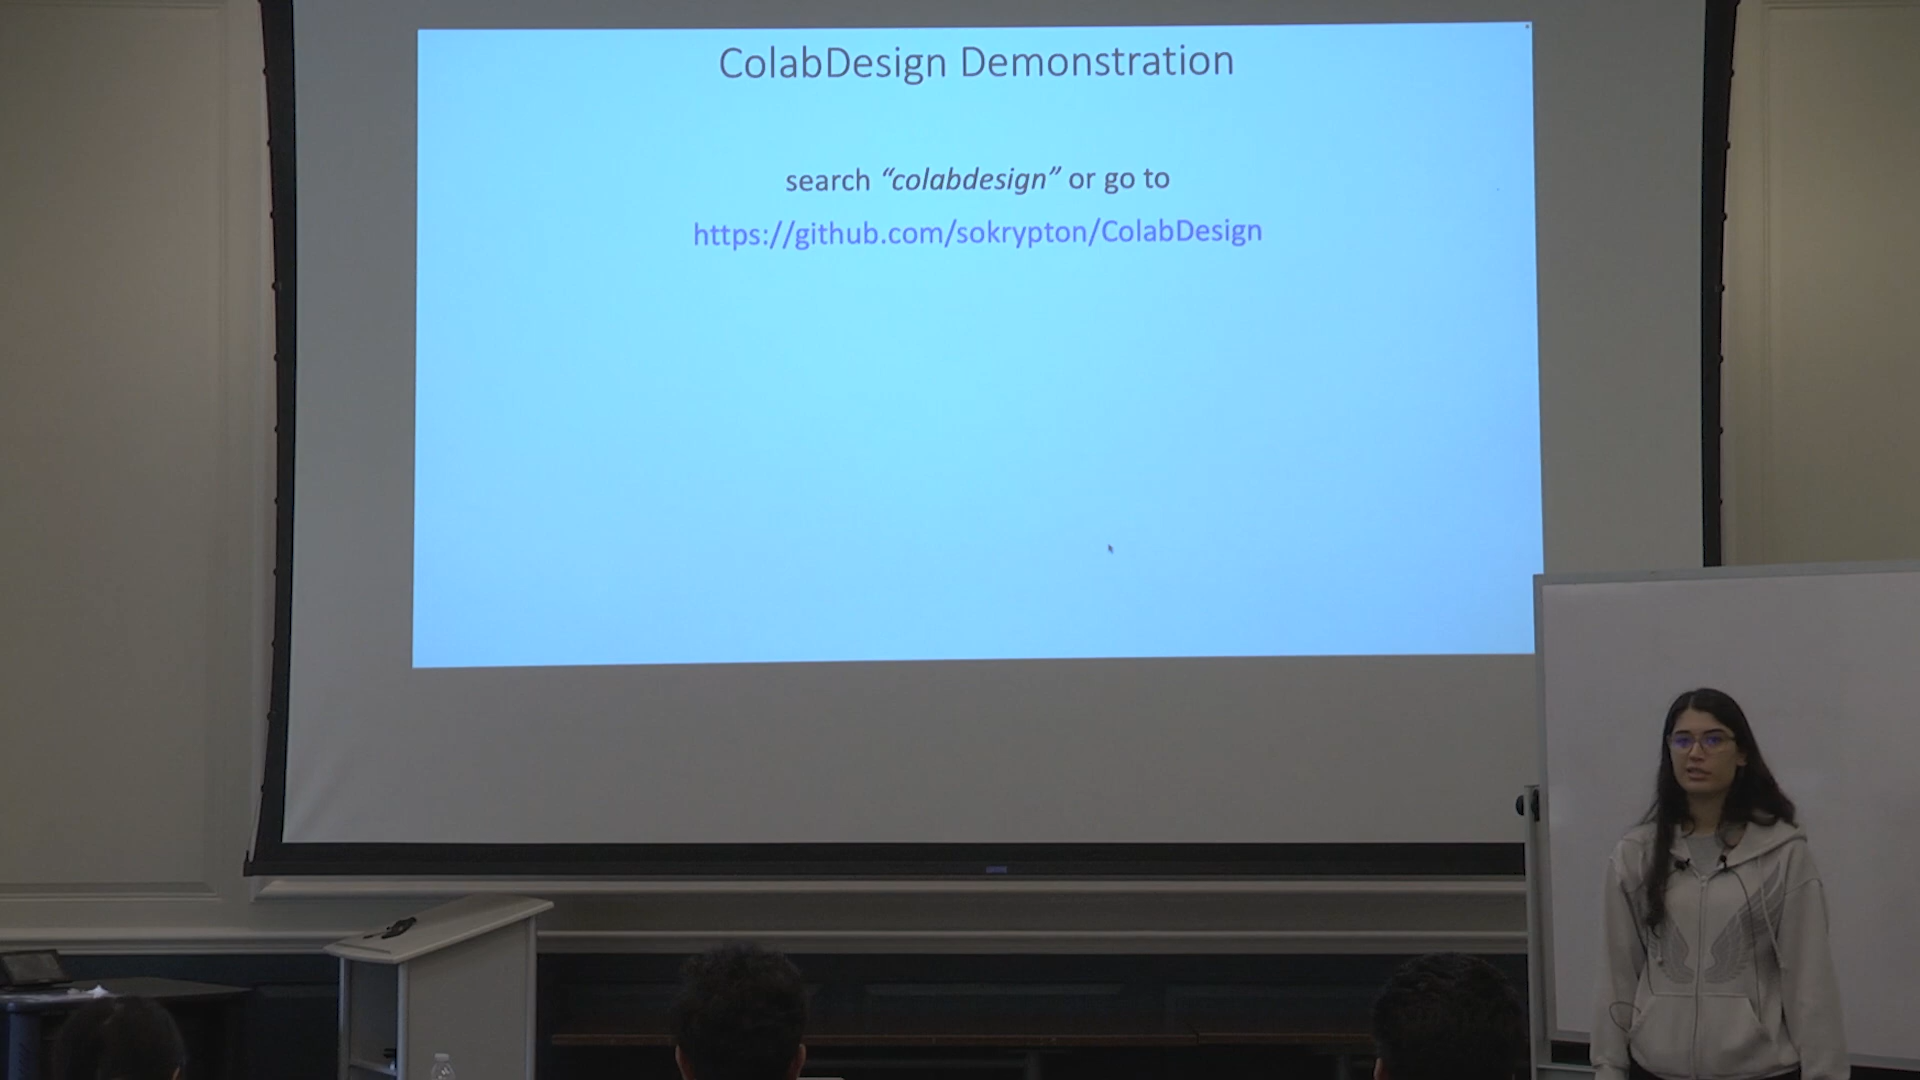 ColabDesign Demonstration
search “colabdesign” or go to
https://github.com/sokrypton/ColabDesign